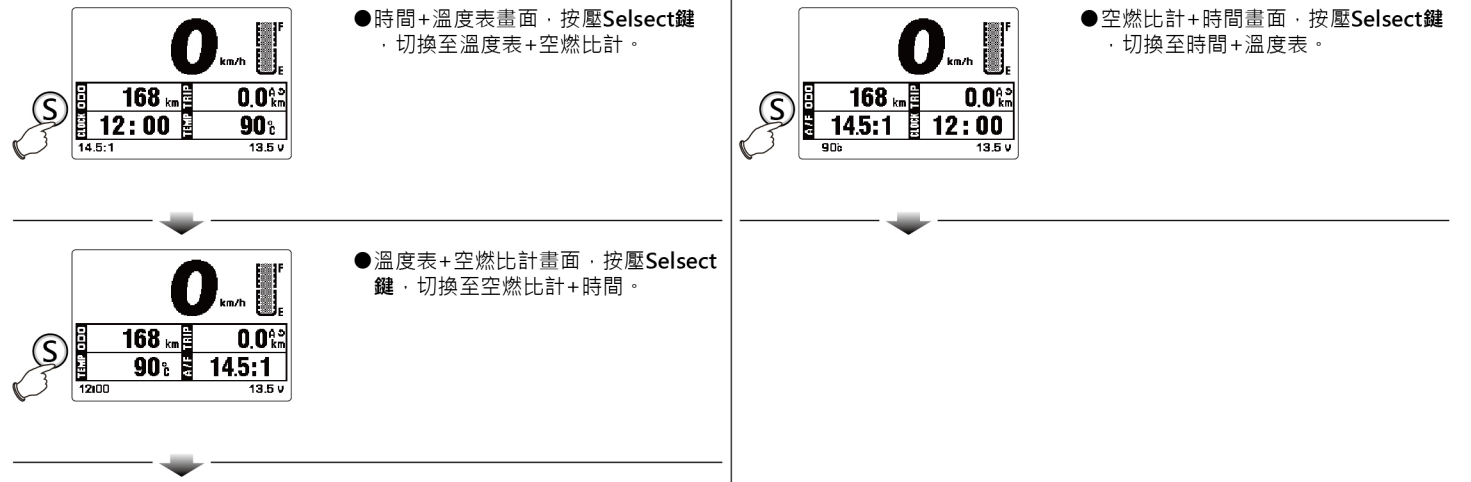 0 km/h F
E
●時間+溫度表畫面，按壓Selsect鍵
，切換至溫度表+空燃比計。
S
ODO 168 km TRIP 0.0 A km
CLOCK 12:00 TEMP 90℃
14.5:1 13.5 V
0 km/h F
E
●溫度表+空燃比計畫面，按壓Selsect
鍵，切換至空燃比計+時間。
S
ODO 168 km TRIP 0.0 A km
TEMP 90℃ A/F 14.5:1
12:00 13.5 V
0 km/h F
E
●空燃比計+時間畫面，按壓Selsect鍵
，切換至時間+溫度表。
S
ODO 168 km TRIP 0.0 A km
A/F 14.5:1 CLOCK 12:00
90℃ 13.5 V